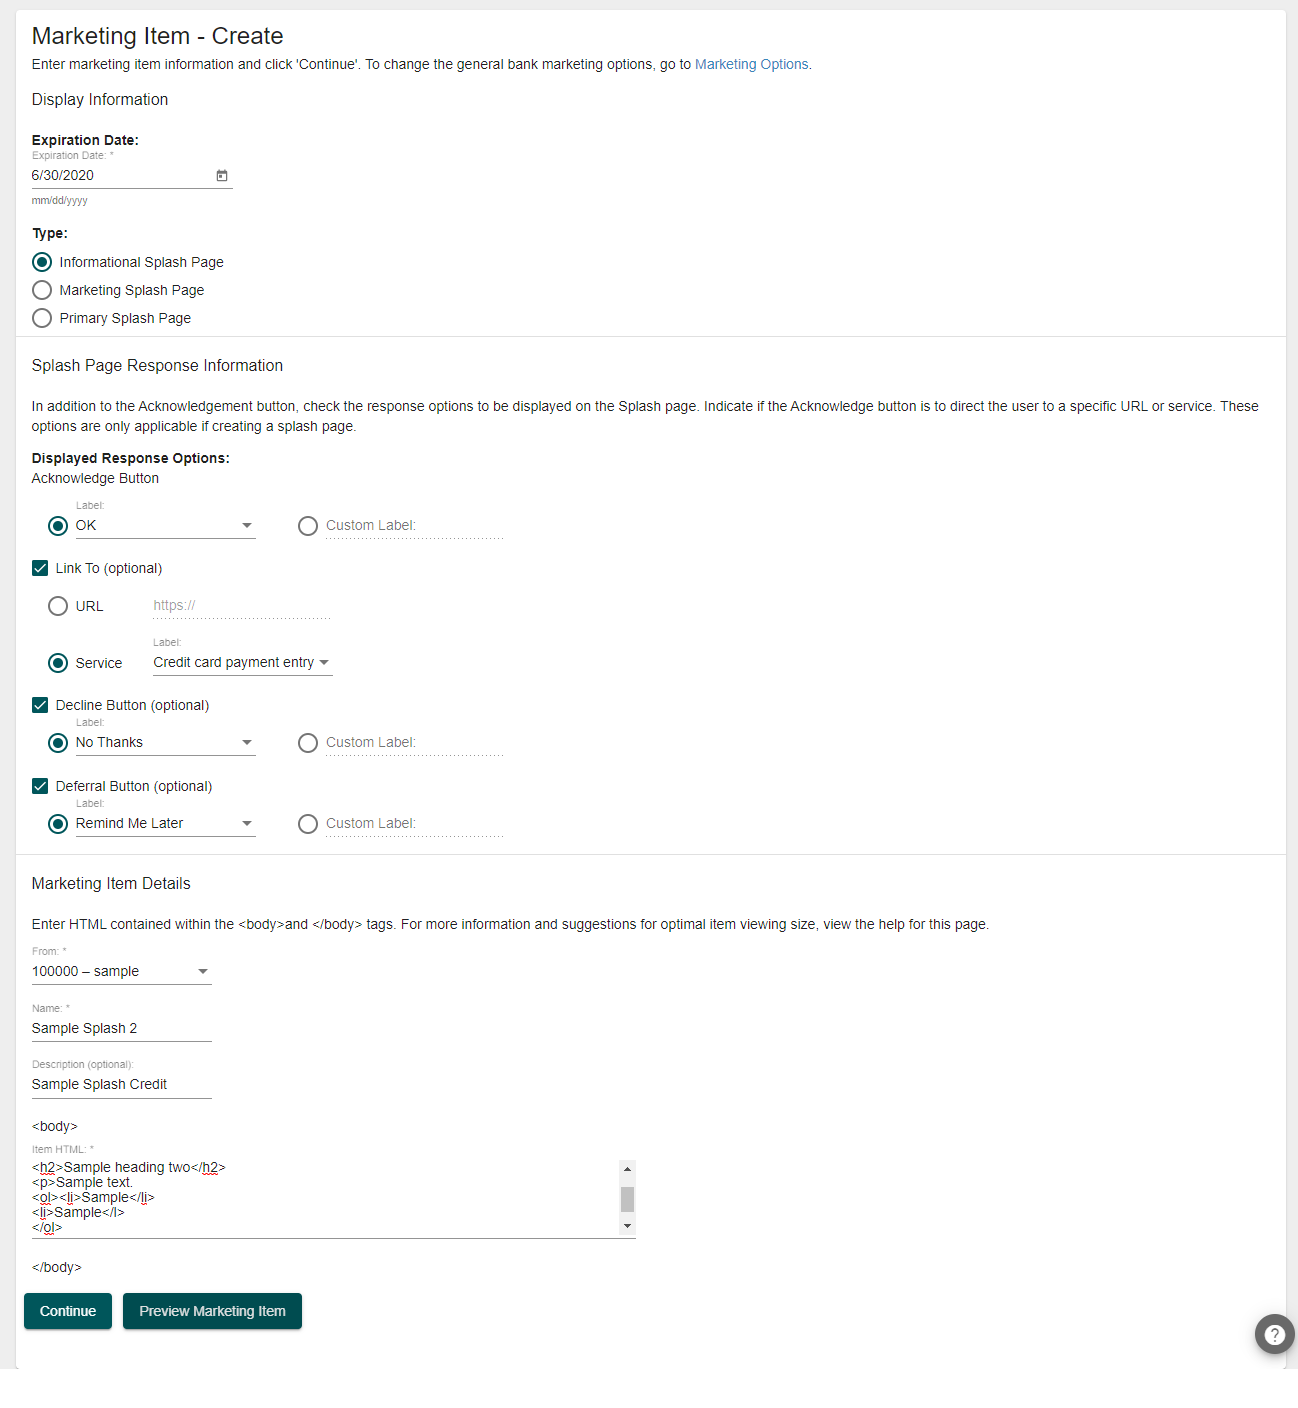 Marketing Item - Create
Enter marketing item information and click 'Continue'. To change the general bank marketing options, go to Marketing Options.
Display Information
Expiration Date:
Expiration Date: *
6/30/2020
mm/dd/yyyy
Type:
Informational Splash Page
Marketing Splash Page
Primary Splash Page
Splash Page Response Information
In addition to the Acknowledgement button, check the response options to be displayed on the Splash page. Indicate if the Acknowledge button is to direct the user to a specific URL or service. These
options are only applicable if creating a splash page.
Displayed Response Options:
Acknowledge Button
Label:
OK Custom Label:
Link To (optional)
URL https://
Label:
Service Credit card payment entry
Decline Button (optional)
Label:
No Thanks Custom Label:
Deferral Button (optional)
Label:
Remind Me Later Custom Label:
Marketing Item Details
Enter HTML contained within the <body>and </body> tags. For more information and suggestions for optimal item viewing size, view the help for this page.
From: *
100000 – sample
Name: *
Sample Splash 2
Description (optional):
Sample Splash Credit
<body>
Item HTML: *
<h2>Sample heading two</h2>
<p>Sample text.
<ol><li>Sample</li>
<li>Sample</l>
</ol>
</body>
Continue Preview Marketing Item
?